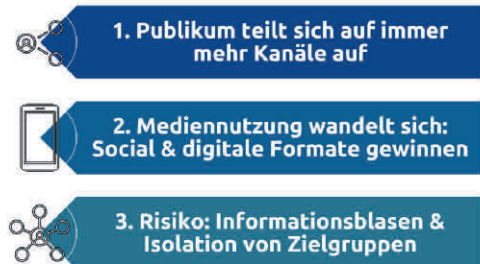 1. Publikum teilt sich auf immer
mehr Kanäle auf
2. Mediennutzung wandelt sich:
Social & digitale Formate gewinnen
3. Risiko: Informationsblasen &
Isolation von Zielgruppen